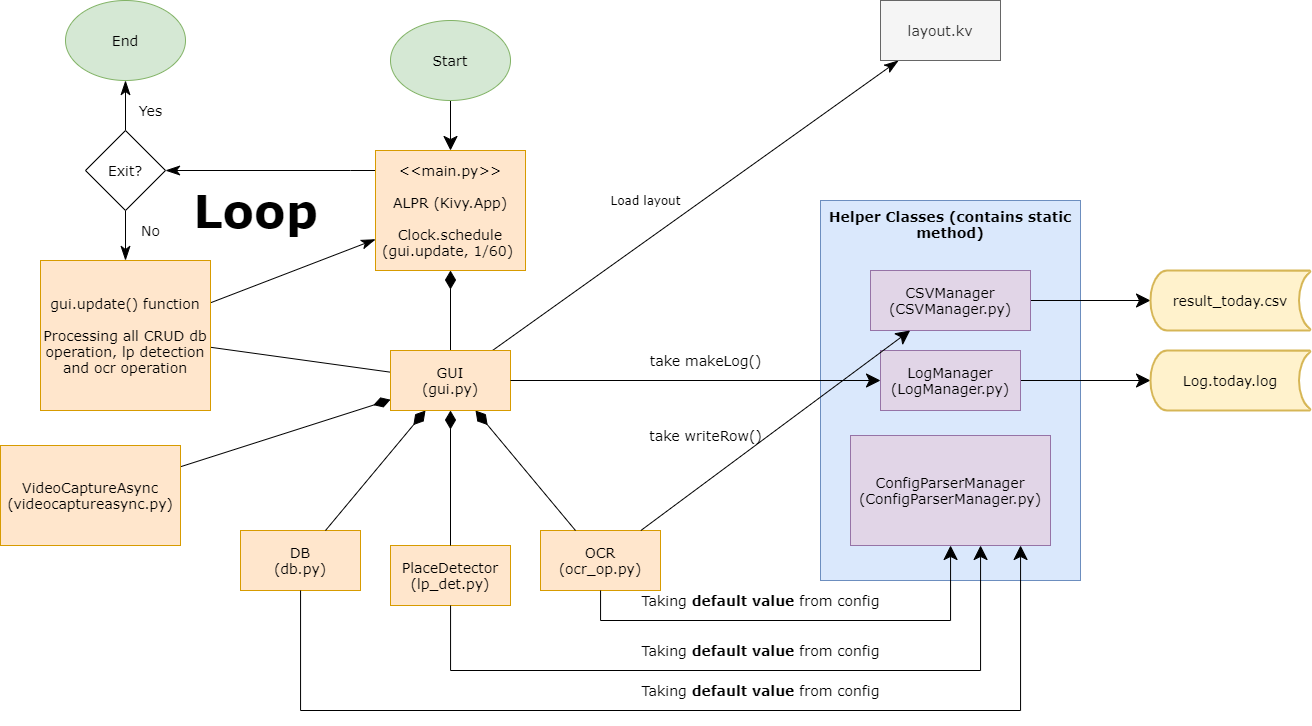 End
Start
layout.kv
Yes
Exit?
<<main.py>>
ALPR (Kivy.App)
Clock.schedule
(gui.update, 1/60)
Loop
No
Load layout
Helper Classes (contains static
method)
gui.update() function
Processing all CRUD db
operation, lp detection
and ocr operation
CSVManager
(CSVManager.py)
result_today.csv
GUI
(gui.py)
take makeLog()
LogManager
(LogManager.py)
Log.today.log
take writeRow()
VideoCaptureAsync
(videocaptureasync.py)
ConfigParserManager
(ConfigParserManager.py)
DB
(db.py)
PlaceDetector
(lp_det.py)
OCR
(ocr_op.py)
Taking default value from config
Taking default value from config
Taking default value from config